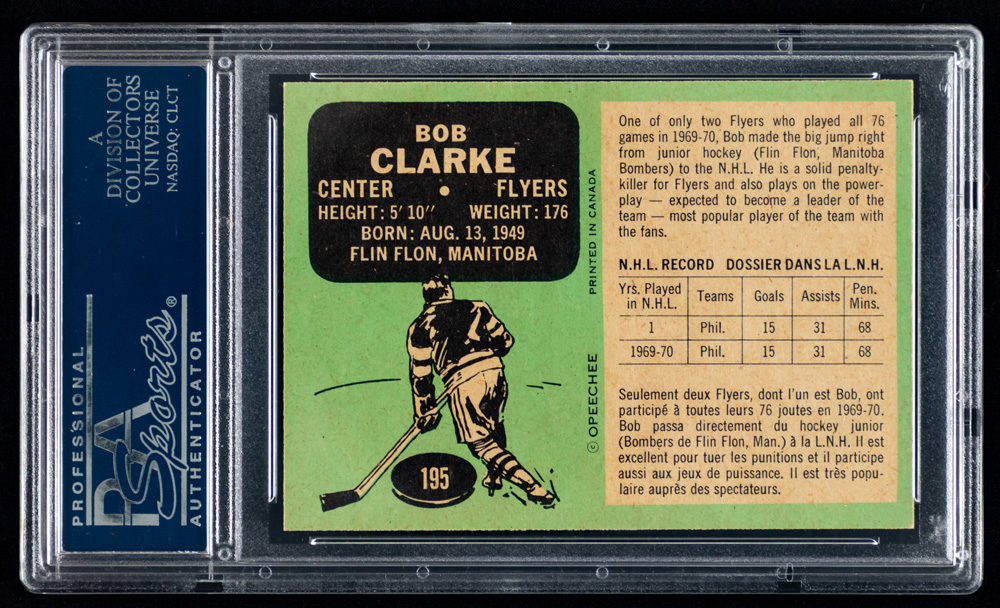 A
DIVISION OF
COLLECTORS
UNIVERSE
NASDAQ: CLCT
PROFESSIONAL
PSA
Sports®
AUTHENTICATOR
BOB
CLARKE
CENTER • FLYERS
HEIGHT: 5' 10" WEIGHT: 176
BORN: AUG. 13, 1949
FLIN FLON, MANITOBA
195
PRINTED IN CANADA
© OPEECHEE
One of only two Flyers who played all 76
games in 1969-70, Bob made the big jump right
from junior hockey (Flin Flon, Manitoba
Bombers) to the N.H.L. He is a solid penalty-
killer for Flyers and also plays on the power-
play — expected to become a leader of the
team — most popular player of the team with
the fans.
N.H.L. RECORD DOSSIER DANS LA L.N.H.
Yrs. Played Teams Goals Assists Pen.
in N.H.L. Mins.
1 Phil. 15 31 68
1969-70 Phil. 15 31 68
Seulement deux Flyers, dont l'un est Bob, ont
participé à toutes leurs 76 joutes en 1969-70.
Bob passa directement du hockey junior
(Bombers de Flin Flon, Man.) à la L.N.H. Il est
excellent pour tuer les punitions et il participe
aussi aux jeux de puissance. Il est très popu-
laire auprès des spectateurs.